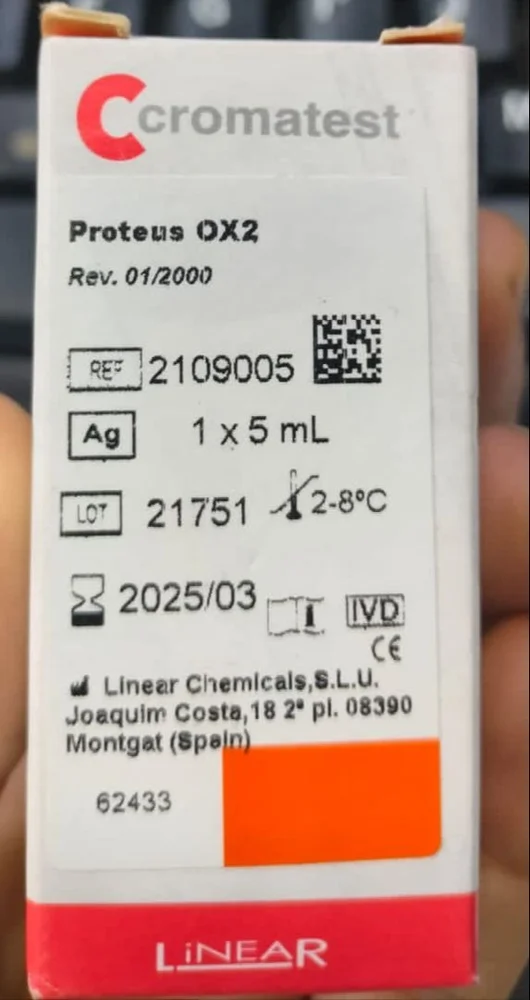 Ccromatest
Proteus OX2
Rev. 01/2000
REF 2109005
Ag 1 x 5 mL
LOT 21751 2-8°C
2025/03 i IVD
CE
Linear Chemicals,S.L.U.
Joaquim Costa,18 2ª pl. 08390
Montgat (Spain)
62433
LiNEAR